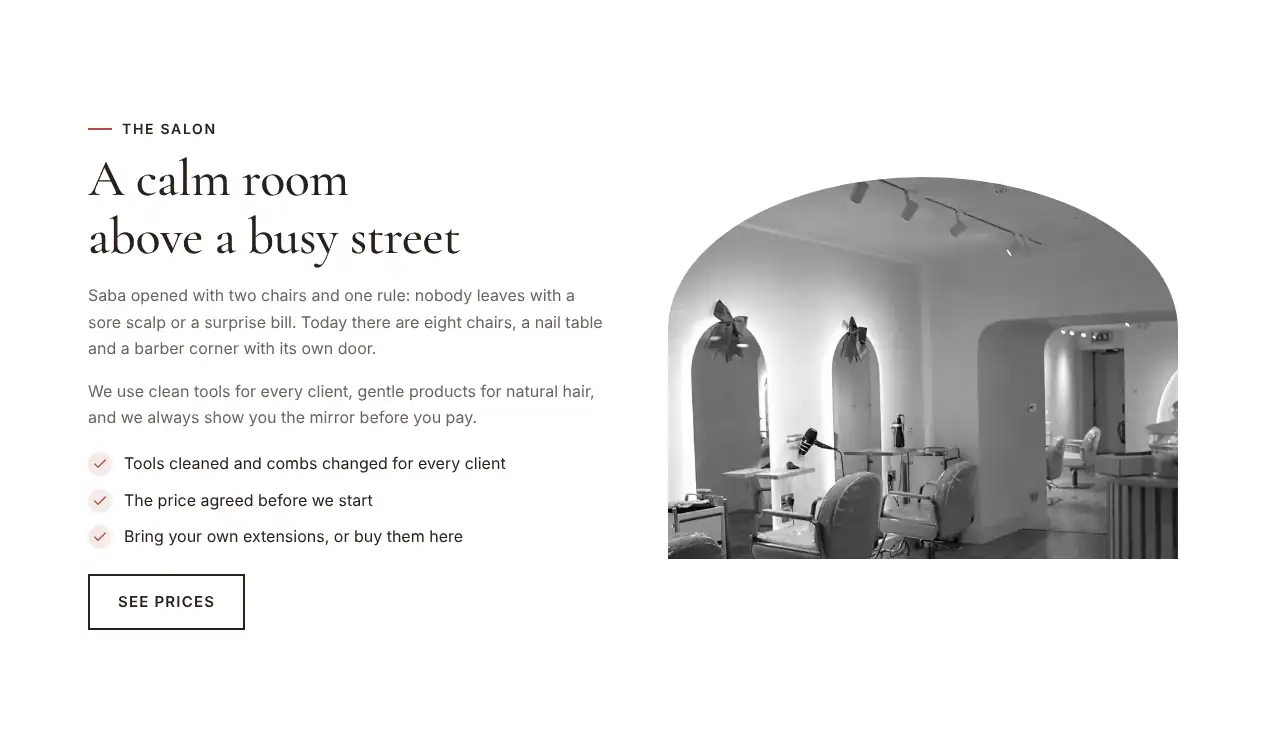 THE SALON
A calm room
above a busy street
Saba opened with two chairs and one rule: nobody leaves with a
sore scalp or a surprise bill. Today there are eight chairs, a nail table
and a barber corner with its own door.
We use clean tools for every client, gentle products for natural hair,
and we always show you the mirror before you pay.
Tools cleaned and combs changed for every client
The price agreed before we start
Bring your own extensions, or buy them here
SEE PRICES